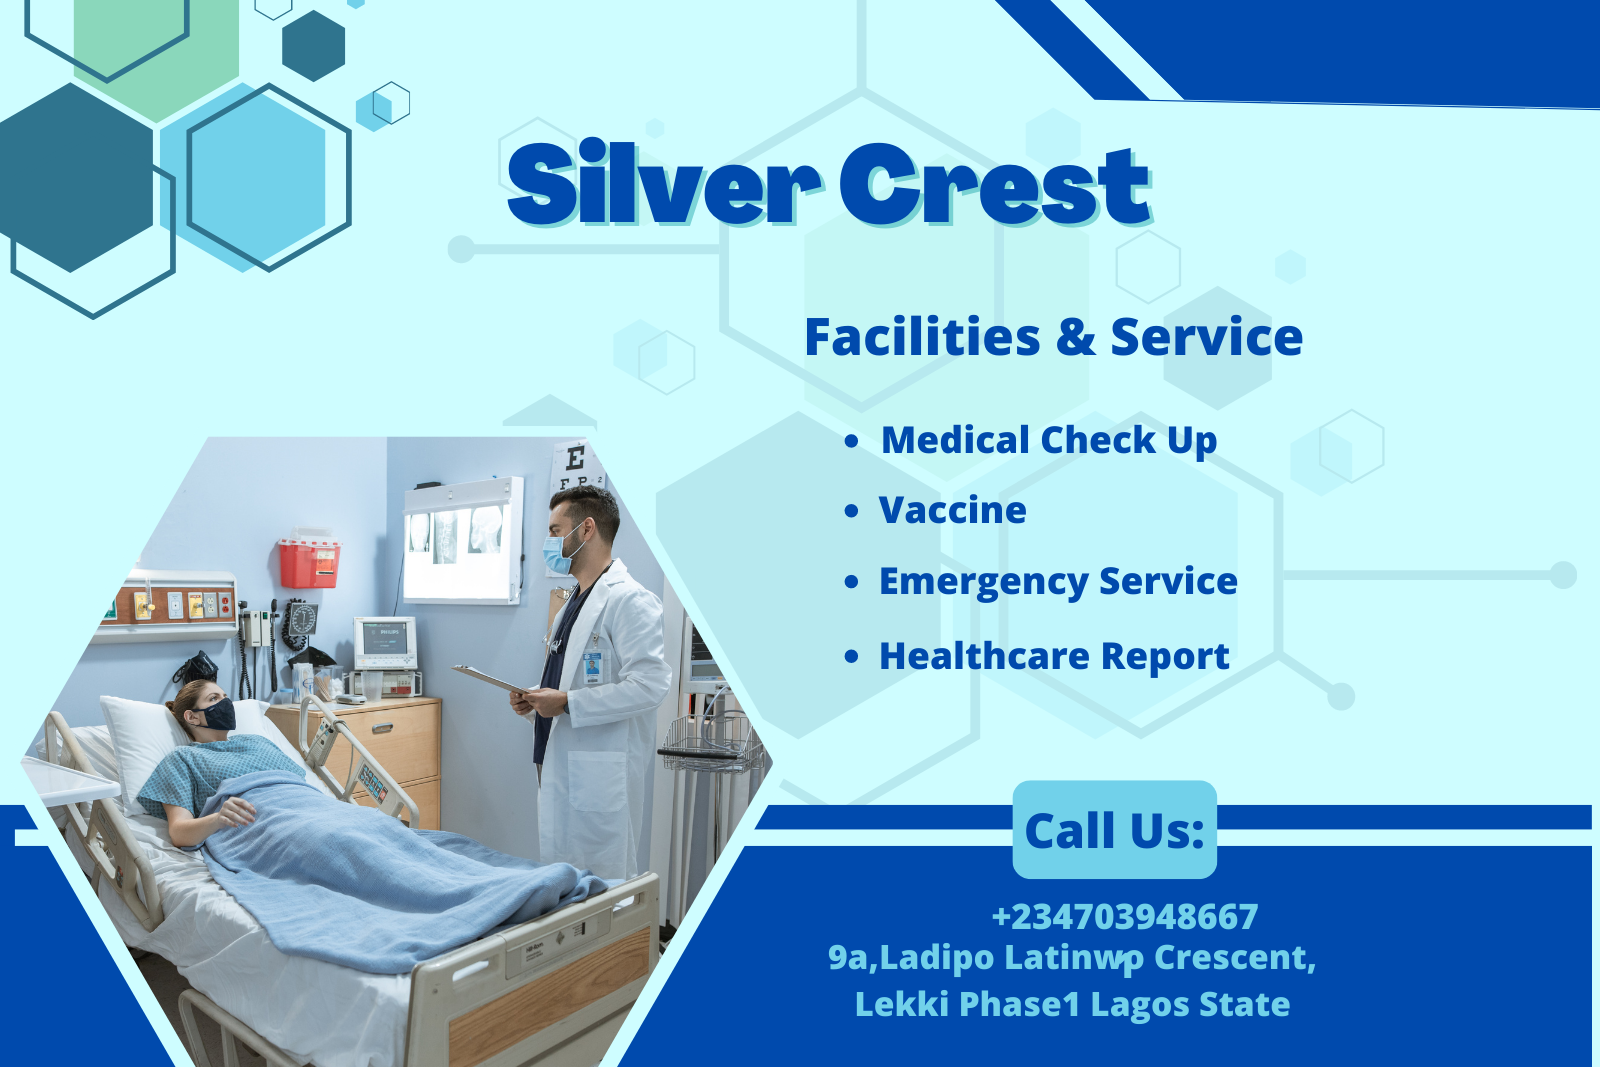 Silver Crest
Facilities & Service
• Medical Check Up
• Vaccine
• Emergency Service
• Healthcare Report
E
F P 2
Call Us:
+234703948667
9a,Ladipo Latinwp Crescent,
Lekki Phase1 Lagos State